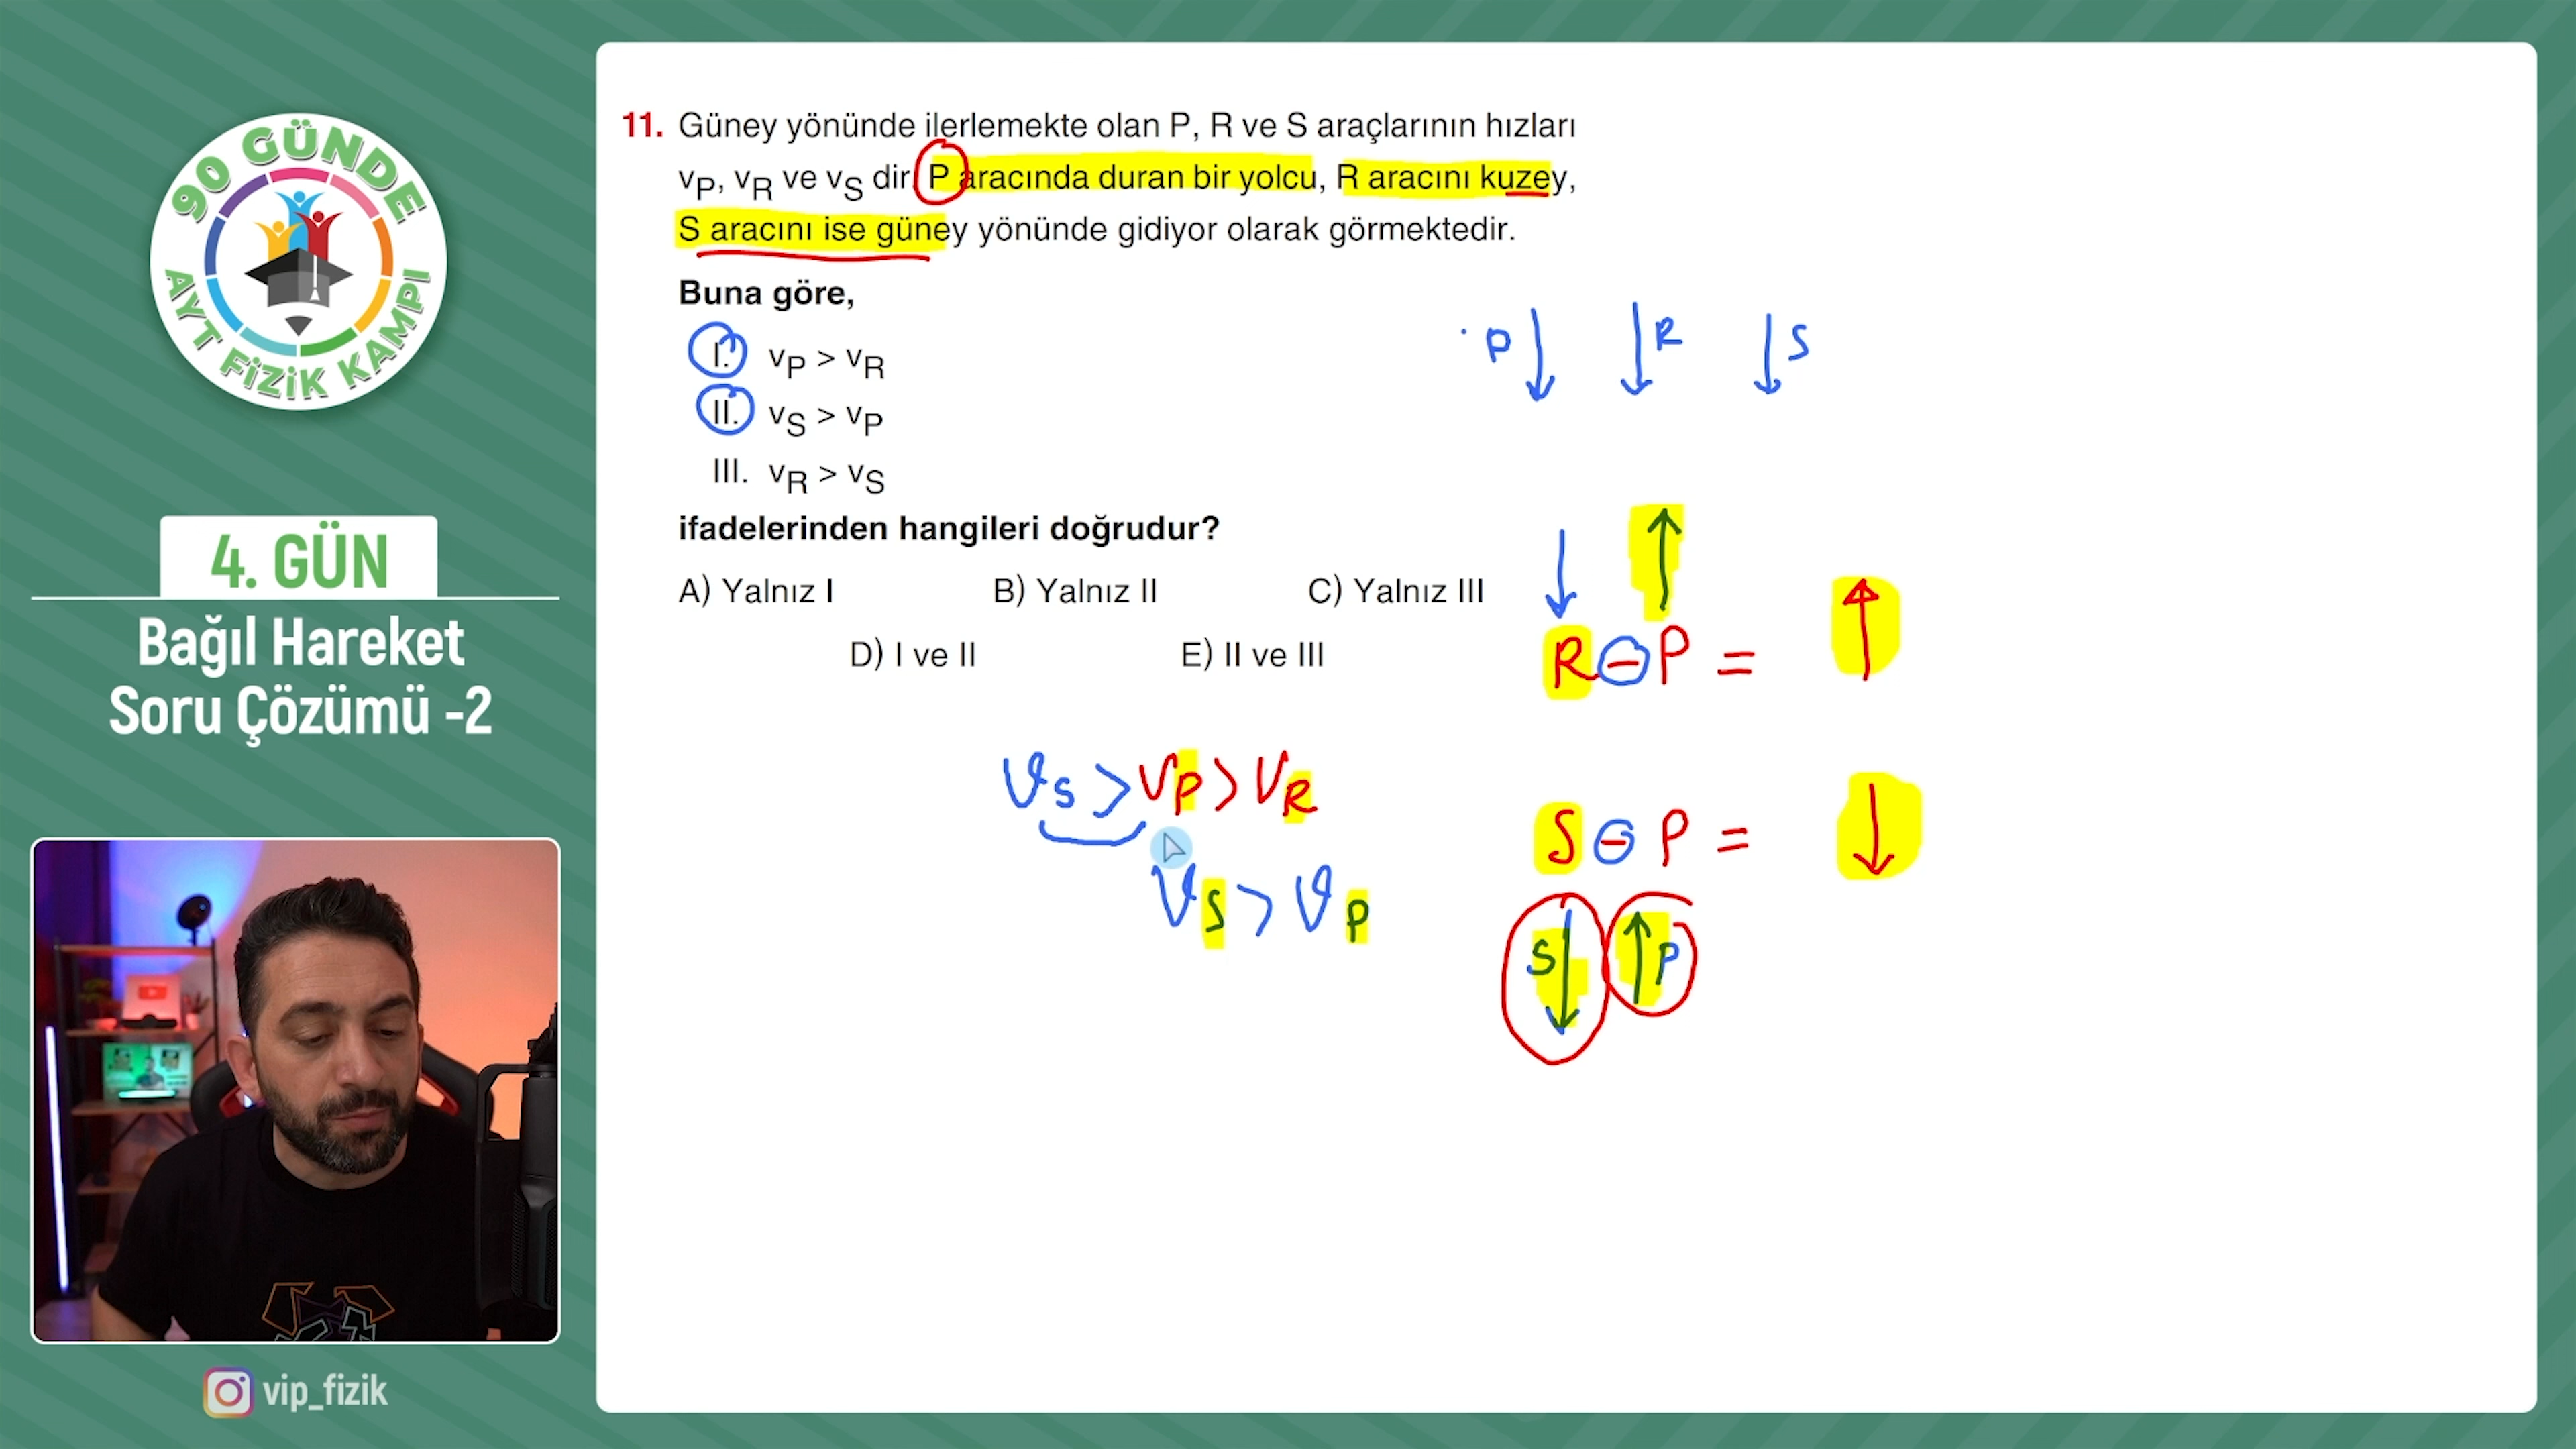 90 GÜNDE
AYT FİZİK KAMPI
4. GÜN
Bağıl Hareket
Soru Çözümü -2
vip_fizik
11. Güney yönünde ilerlemekte olan P, R ve S araçlarının hızları
vP, vR ve vS dir. P aracında duran bir yolcu, R aracını kuzey,
S aracını ise güney yönünde gidiyor olarak görmektedir.
Buna göre,
I. vP > vR
II. vS > vP
III. vR > vS
ifadelerinden hangileri doğrudur?
A) Yalnız I B) Yalnız II C) Yalnız III
D) I ve II E) II ve III
P ↓ ↓ R ↓ S
↓ ↑
R - P = ↑
vS > vP > vR
S - P = ↓
vS > vP
S ↓ ↑ P